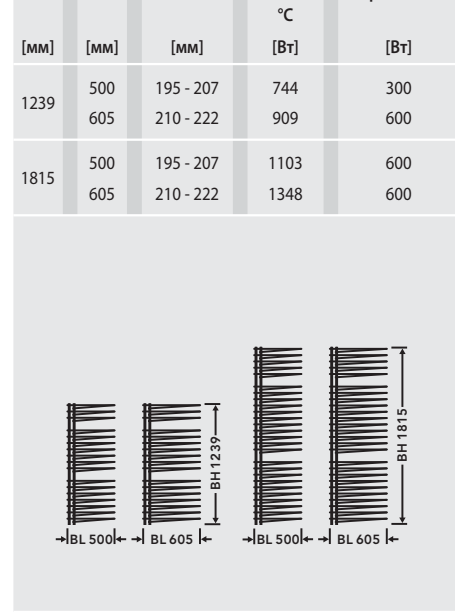 °C
[мм] [мм] [мм] [Вт] [Вт]
1239 500 195 - 207 744 300
605 210 - 222 909 600
1815 500 195 - 207 1103 600
605 210 - 222 1348 600
BH 1239
BH 1815
BL 500 BL 605 BL 500 BL 605